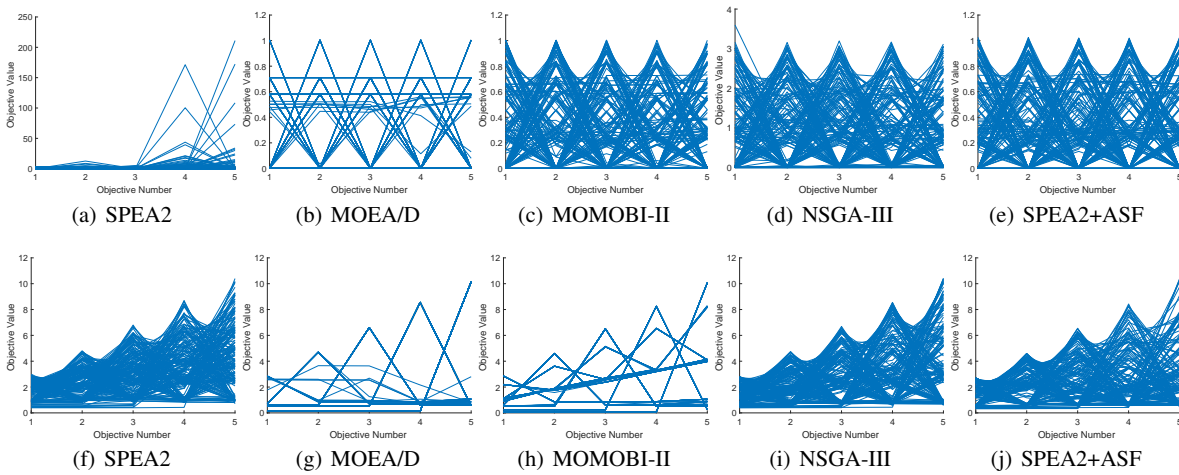 250
200
150
100
50
0
Objective Value
1 2 3 4 5
Objective Number
(a) SPEA2
1.2
1
0.8
0.6
0.4
0.2
0
Objective Value
1 2 3 4 5
Objective Number
(b) MOEA/D
1.2
1
0.8
0.6
0.4
0.2
0
Objective Value
1 2 3 4 5
Objective Number
(c) MOMOBI-II
4
3
2
1
0
Objective Value
1 2 3 4 5
Objective Number
(d) NSGA-III
1.2
1
0.8
0.6
0.4
0.2
0
Objective Value
1 2 3 4 5
Objective Number
(e) SPEA2+ASF
12
10
8
6
4
2
0
Objective Value
1 2 3 4 5
Objective Number
(f) SPEA2
12
10
8
6
4
2
0
Objective Value
1 2 3 4 5
Objective Number
(g) MOEA/D
12
10
8
6
4
2
0
Objective Value
1 2 3 4 5
Objective Number
(h) MOMOBI-II
12
10
8
6
4
2
0
Objective Value
1 2 3 4 5
Objective Number
(i) NSGA-III
12
10
8
6
4
2
0
Objective Value
1 2 3 4 5
Objective Number
(j) SPEA2+ASF